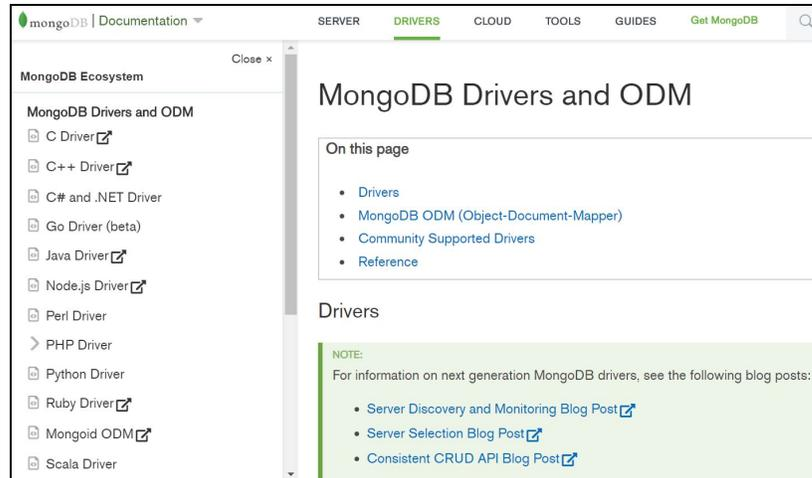 mongoDB | Documentation
SERVER DRIVERS CLOUD TOOLS GUIDES Get MongoDB
Close ×
MongoDB Ecosystem
MongoDB Drivers and ODM
C Driver
C++ Driver
C# and .NET Driver
Go Driver (beta)
Java Driver
Node.js Driver
Perl Driver
PHP Driver
Python Driver
Ruby Driver
Mongoid ODM
Scala Driver
MongoDB Drivers and ODM
On this page
• Drivers
• MongoDB ODM (Object-Document-Mapper)
• Community Supported Drivers
• Reference
Drivers
NOTE:
For information on next generation MongoDB drivers, see the following blog posts:
• Server Discovery and Monitoring Blog Post
• Server Selection Blog Post
• Consistent CRUD API Blog Post